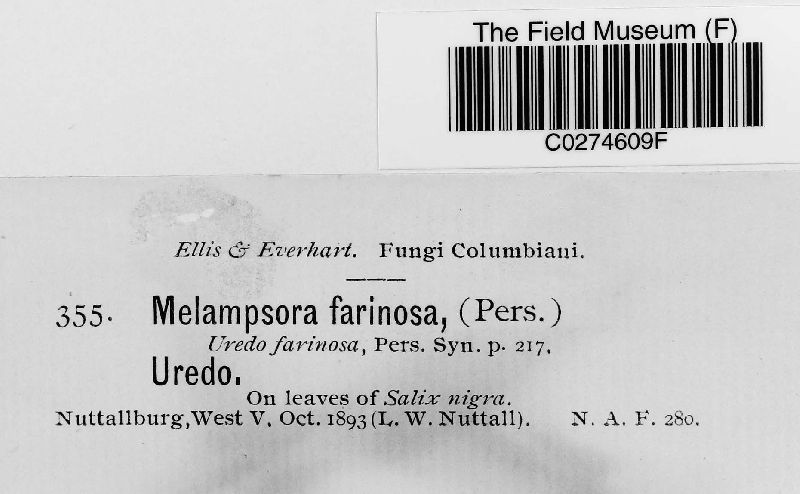 The Field Museum (F)
C0274609F
Ellis & Everhart. Fungi Columbiani.
355. Melampsora farinosa, (Pers.)
Uredo farinosa, Pers. Syn. p. 217.
Uredo.
On leaves of Salix nigra.
Nuttallburg, West V. Oct. 1893 (L. W. Nuttall). N. A. F. 280.